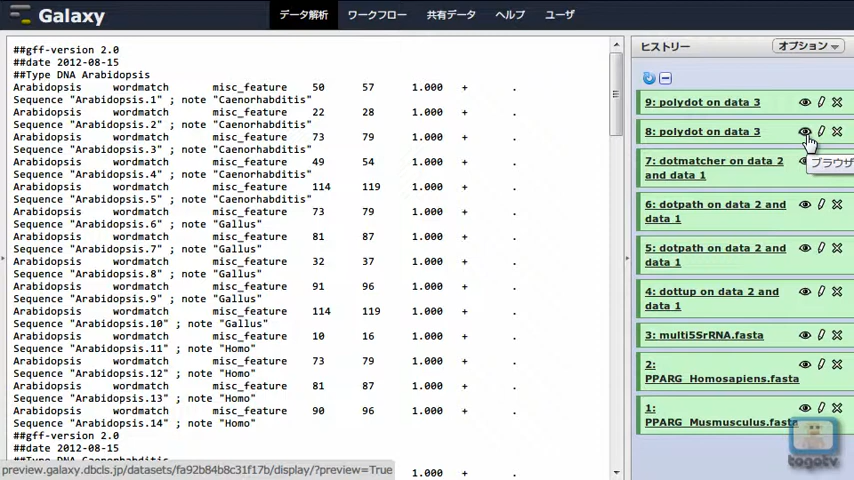 Galaxy
データ解析 ワークフロー 共有データ ヘルプ ユーザ
##gff-version 2.0
##date 2012-08-15
##Type DNA Arabidopsis
Arabidopsis wordmatch misc_feature 50 57 1.000 + .
Sequence "Arabidopsis.1" ; note "Caenorhabditis"
Arabidopsis wordmatch misc_feature 22 28 1.000 + .
Sequence "Arabidopsis.2" ; note "Caenorhabditis"
Arabidopsis wordmatch misc_feature 73 79 1.000 + .
Sequence "Arabidopsis.3" ; note "Caenorhabditis"
Arabidopsis wordmatch misc_feature 49 54 1.000 + .
Sequence "Arabidopsis.4" ; note "Caenorhabditis"
Arabidopsis wordmatch misc_feature 114 119 1.000 + .
Sequence "Arabidopsis.5" ; note "Caenorhabditis"
Arabidopsis wordmatch misc_feature 73 79 1.000 + .
Sequence "Arabidopsis.6" ; note "Gallus"
Arabidopsis wordmatch misc_feature 81 87 1.000 + .
Sequence "Arabidopsis.7" ; note "Gallus"
Arabidopsis wordmatch misc_feature 32 37 1.000 + .
Sequence "Arabidopsis.8" ; note "Gallus"
Arabidopsis wordmatch misc_feature 91 96 1.000 + .
Sequence "Arabidopsis.9" ; note "Gallus"
Arabidopsis wordmatch misc_feature 114 119 1.000 + .
Sequence "Arabidopsis.10" ; note "Gallus"
Arabidopsis wordmatch misc_feature 10 16 1.000 + .
Sequence "Arabidopsis.11" ; note "Homo"
Arabidopsis wordmatch misc_feature 73 79 1.000 + .
Sequence "Arabidopsis.12" ; note "Homo"
Arabidopsis wordmatch misc_feature 81 87 1.000 + .
Sequence "Arabidopsis.13" ; note "Homo"
Arabidopsis wordmatch misc_feature 90 96 1.000 + .
Sequence "Arabidopsis.14" ; note "Homo"
##gff-version 2.0
##date 2012-08-15
1.000 + .
preview.galaxy.dbcls.jp/datasets/fa92b84b8c31f17b/display/?preview=True
ヒストリー オプション
9: polydot on data 3
8: polydot on data 3
ブラウザ
7: dotmatcher on data 2
and data 1
6: dotpath on data 2 and
data 1
5: dotpath on data 2 and
data 1
4: dottup on data 2 and
data 1
3: multi5SrRNA.fasta
2:
PPARG_Homosapiens.fasta
1:
PPARG_Musmusculus.fasta
togotv